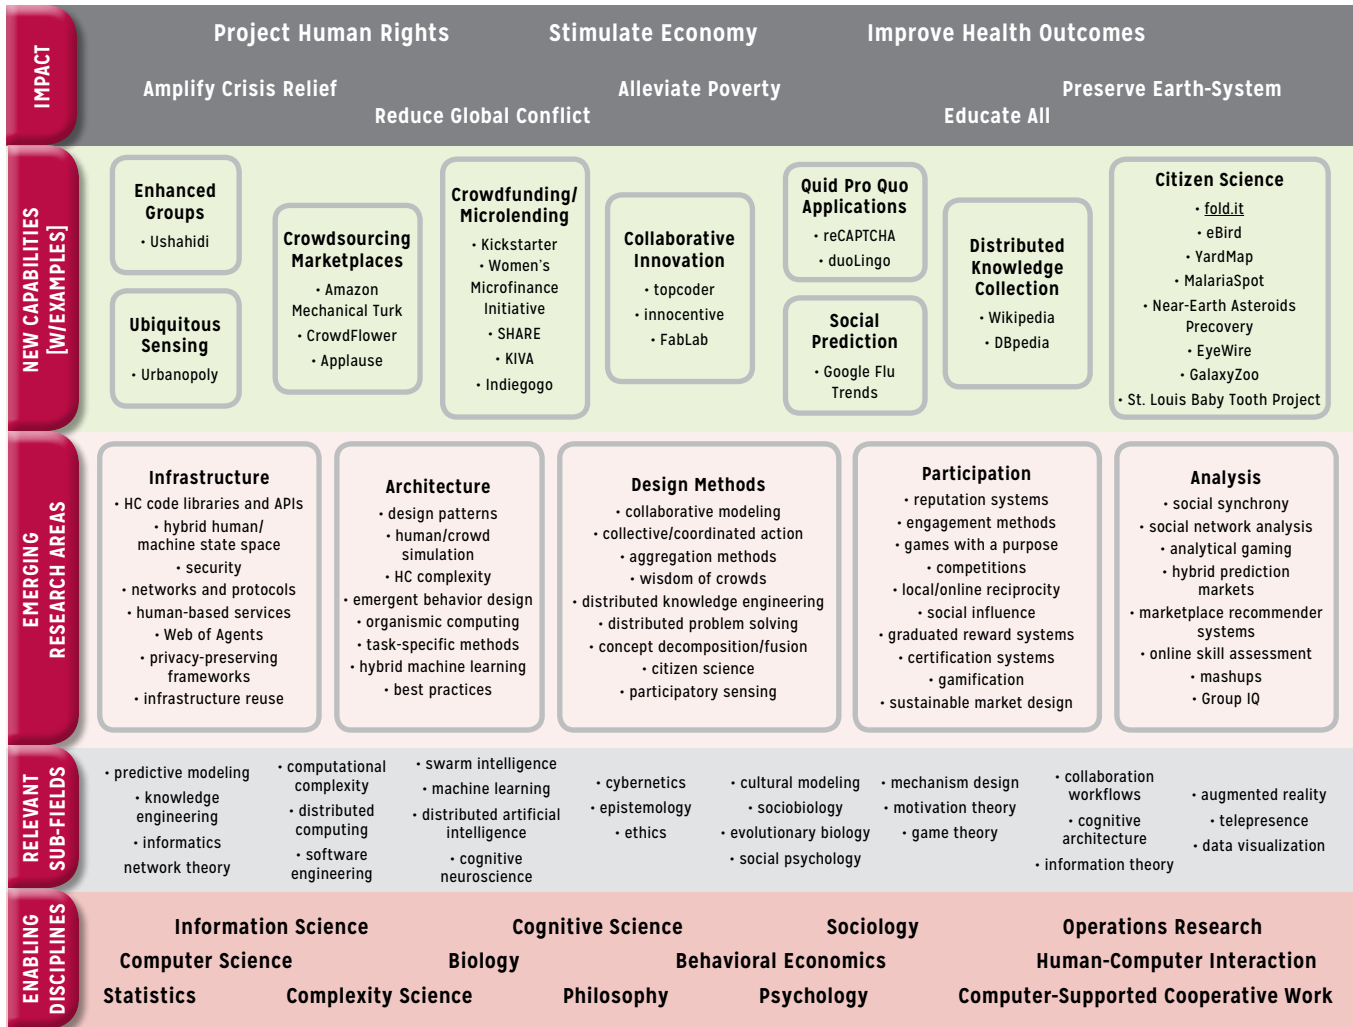 IMPACT
Project Human Rights
Stimulate Economy
Improve Health Outcomes
Amplify Crisis Relief
Alleviate Poverty
Preserve Earth-System
Reduce Global Conflict
Educate All
NEW CAPABILITIES
[W/EXAMPLES]
Enhanced
Groups
• Ushahidi
Ubiquitous
Sensing
• Urbanopoly
Crowdsourcing
Marketplaces
• Amazon
Mechanical Turk
• CrowdFlower
• Applause
Crowdfunding/
Microlending
• Kickstarter
• Women's
Microfinance
Initiative
• SHARE
• KIVA
• Indiegogo
Collaborative
Innovation
• topcoder
• innocentive
• FabLab
Quid Pro Quo
Applications
• reCAPTCHA
• duoLingo
Social
Prediction
• Google Flu
Trends
Distributed
Knowledge
Collection
• Wikipedia
• DBpedia
Citizen Science
• fold.it
• eBird
• YardMap
• MalariaSpot
• Near-Earth Asteroids
Precovery
• EyeWire
• GalaxyZoo
• St. Louis Baby Tooth Project
EMERGING
RESEARCH AREAS
Infrastructure
• HC code libraries and APIs
• hybrid human/
machine state space
• security
• networks and protocols
• human-based services
• Web of Agents
• privacy-preserving
frameworks
• infrastructure reuse
Architecture
• design patterns
• human/crowd
simulation
• HC complexity
• emergent behavior design
• organismic computing
• task-specific methods
• hybrid machine learning
• best practices
Design Methods
• collaborative modeling
• collective/coordinated action
• aggregation methods
• wisdom of crowds
• distributed knowledge engineering
• distributed problem solving
• concept decomposition/fusion
• citizen science
• participatory sensing
Participation
• reputation systems
• engagement methods
• games with a purpose
• competitions
• local/online reciprocity
• social influence
• graduated reward systems
• certification systems
• gamification
• sustainable market design
Analysis
• social synchrony
• social network analysis
• analytical gaming
• hybrid prediction
markets
• marketplace recommender
systems
• online skill assessment
• mashups
• Group IQ
RELEVANT
SUB-FIELDS
• predictive modeling
• knowledge
engineering
• informatics
network theory
• computational
complexity
• distributed
computing
• software
engineering
• swarm intelligence
• machine learning
• distributed artificial
intelligence
• cognitive
neuroscience
• cybernetics
• epistemology
• ethics
• cultural modeling
• sociobiology
• evolutionary biology
• social psychology
• mechanism design
• motivation theory
• game theory
• collaboration
workflows
• cognitive
architecture
• information theory
• augmented reality
• telepresence
• data visualization
ENABLING
DISCIPLINES
Information Science
Cognitive Science
Sociology
Operations Research
Computer Science
Biology
Behavioral Economics
Human-Computer Interaction
Statistics
Complexity Science
Philosophy
Psychology
Computer-Supported Cooperative Work